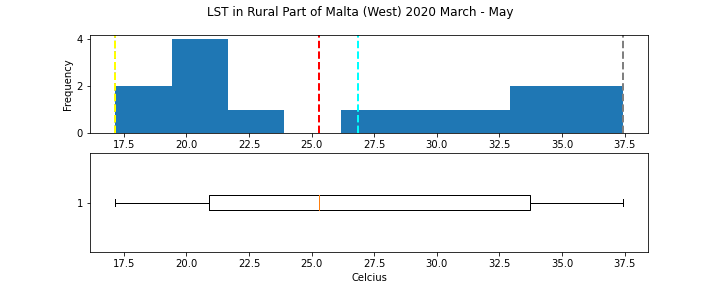 LST in Rural Part of Malta (West) 2020 March - May
4
2
0
Frequency
17.5 20.0 22.5 25.0 27.5 30.0 32.5 35.0 37.5
1
17.5 20.0 22.5 25.0 27.5 30.0 32.5 35.0 37.5
Celcius